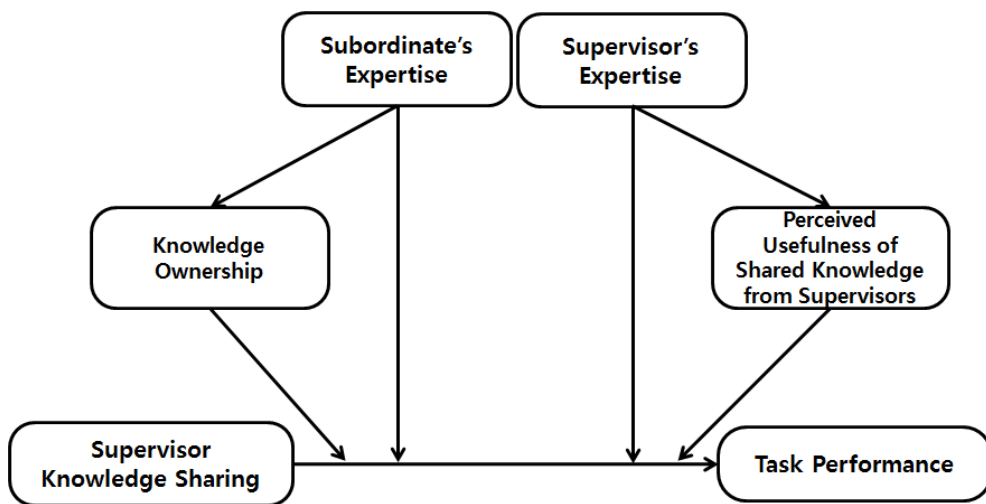 Subordinate's
Expertise
Supervisor's
Expertise
Knowledge
Ownership
Perceived
Usefulness of
Shared Knowledge
from Supervisors
Supervisor
Knowledge Sharing
Task Performance